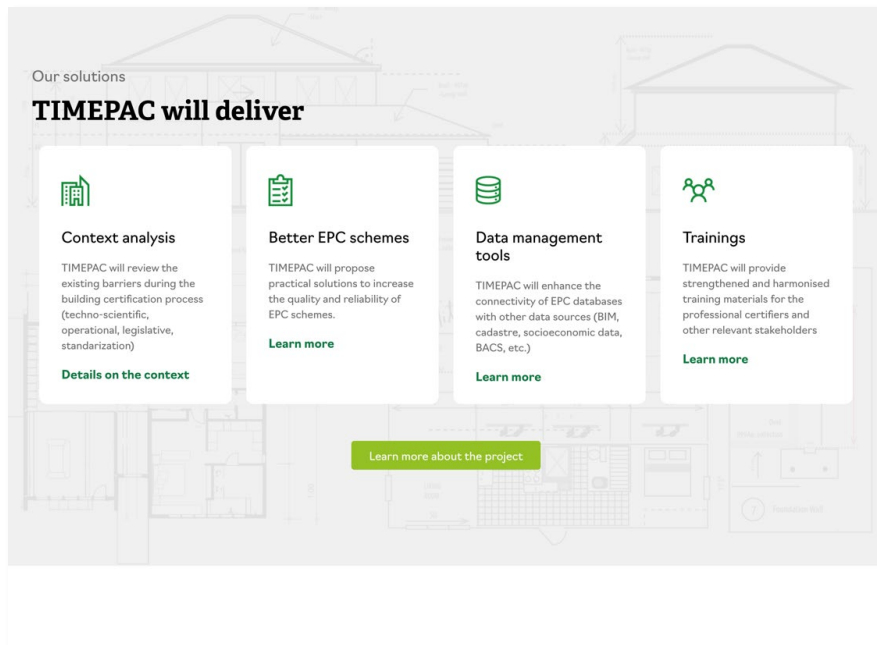 Our solutions
TIMEPAC will deliver
Context analysis
TIMEPAC will review the
existing barriers during the
building certification process
(techno-scientific,
operational, legislative,
standarization)
Details on the context
Better EPC schemes
TIMEPAC will propose
practical solutions to increase
the quality and reliability of
EPC schemes.
Learn more
Data management
tools
TIMEPAC will enhance the
connectivity of EPC databases
with other data sources (BIM,
cadastre, socioeconomic data,
BACS, etc.)
Learn more
Trainings
TIMEPAC will provide
strengthened and harmonised
training materials for the
professional certifiers and
other relevant stakeholders
Learn more
Learn more about the project
7